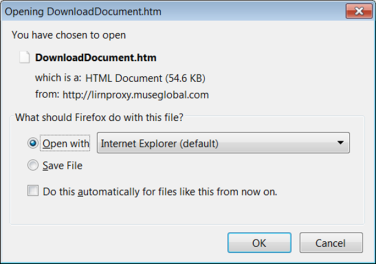 Opening DownloadDocument.htm
You have chosen to open
DownloadDocument.htm
which is a: HTML Document (54.6 KB)
from: http://lirnproxy.museglobal.com
What should Firefox do with this file?
Open with Internet Explorer (default)
Save File
Do this automatically for files like this from now on.
OK Cancel